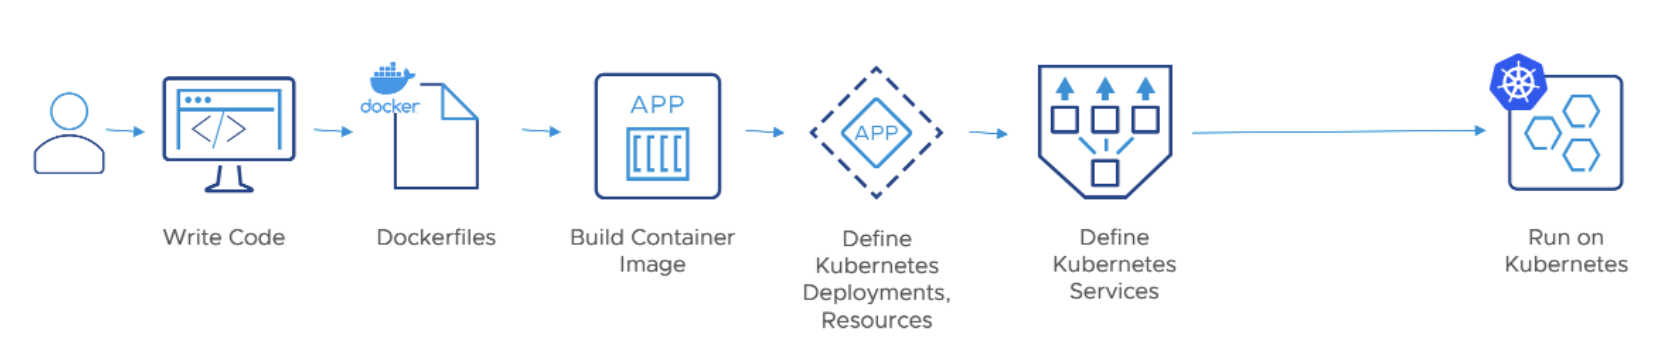 docker
</>
APP
APP
Write Code
Dockerfiles
Build Container
Image
Define
Kubernetes
Deployments,
Resources
Define
Kubernetes
Services
Run on
Kubernetes